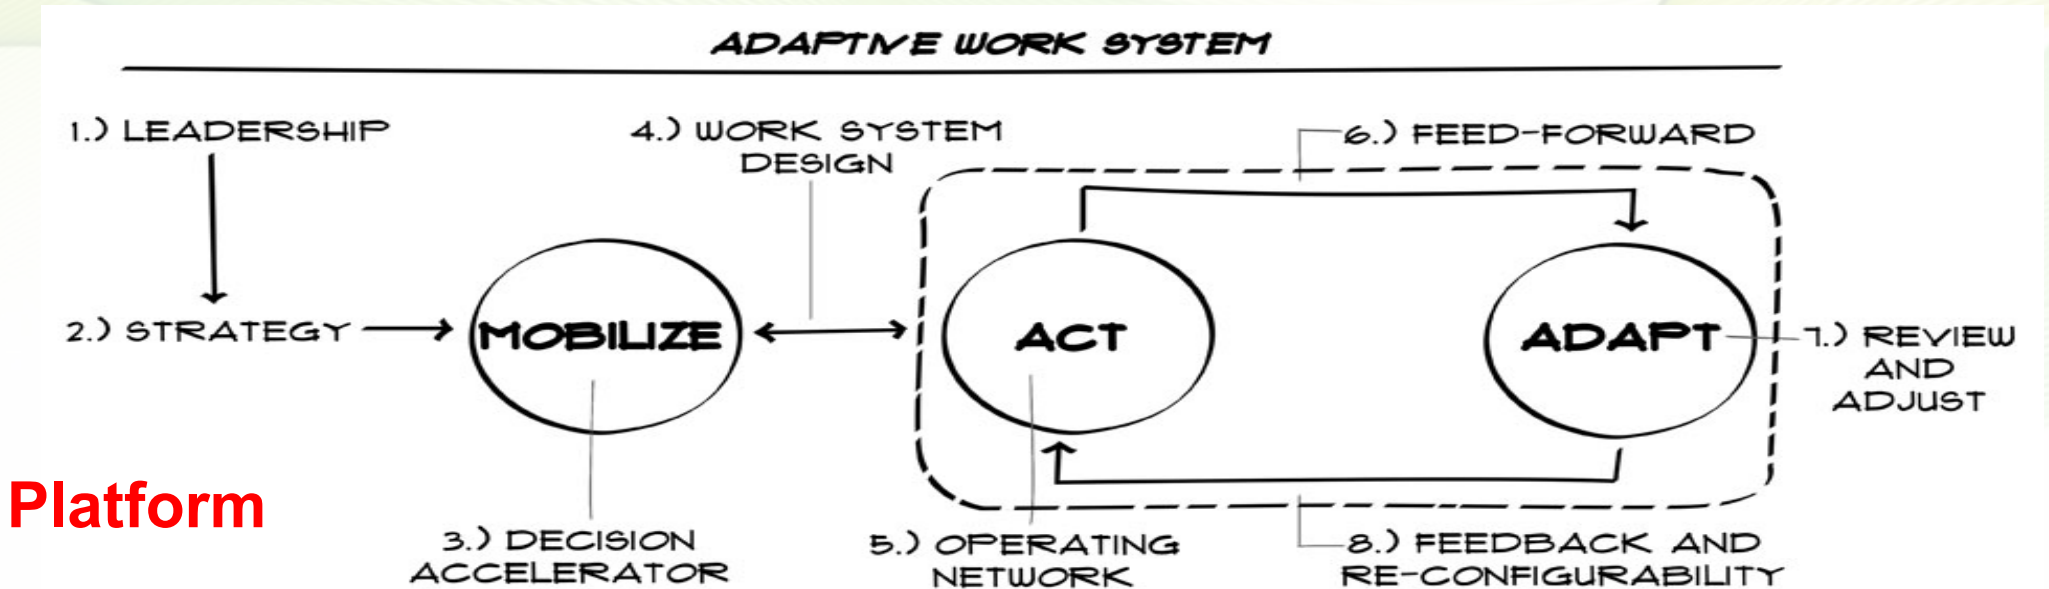 ADAPTIVE WORK SYSTEM
1.) LEADERSHIP
4.) WORK SYSTEM
DESIGN
6.) FEED-FORWARD
2.) STRATEGY
MOBILIZE
ACT
ADAPT
7.) REVIEW
AND
ADJUST
Platform
3.) DECISION
ACCELERATOR
5.) OPERATING
NETWORK
8.) FEEDBACK AND
RE-CONFIGURABILITY